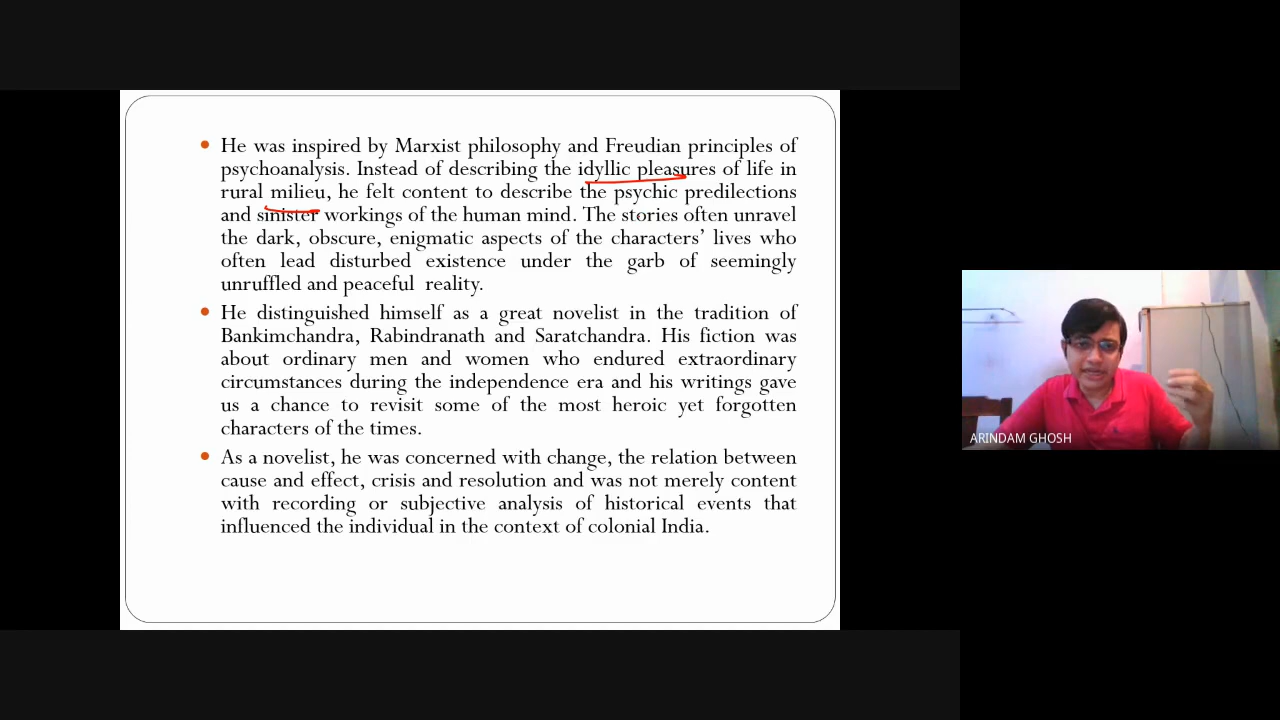 He was inspired by Marxist philosophy and Freudian principles of
psychoanalysis. Instead of describing the idyllic pleasures of life in
rural milieu, he felt content to describe the psychic predilections
and sinister workings of the human mind. The stories often unravel
the dark, obscure, enigmatic aspects of the characters’ lives who
often lead disturbed existence under the garb of seemingly
unruffled and peaceful reality.
He distinguished himself as a great novelist in the tradition of
Bankimchandra, Rabindranath and Saratchandra. His fiction was
about ordinary men and women who endured extraordinary
circumstances during the independence era and his writings gave
us a chance to revisit some of the most heroic yet forgotten
characters of the times.
As a novelist, he was concerned with change, the relation between
cause and effect, crisis and resolution and was not merely content
with recording or subjective analysis of historical events that
influenced the individual in the context of colonial India.
ARINDAM GHOSH